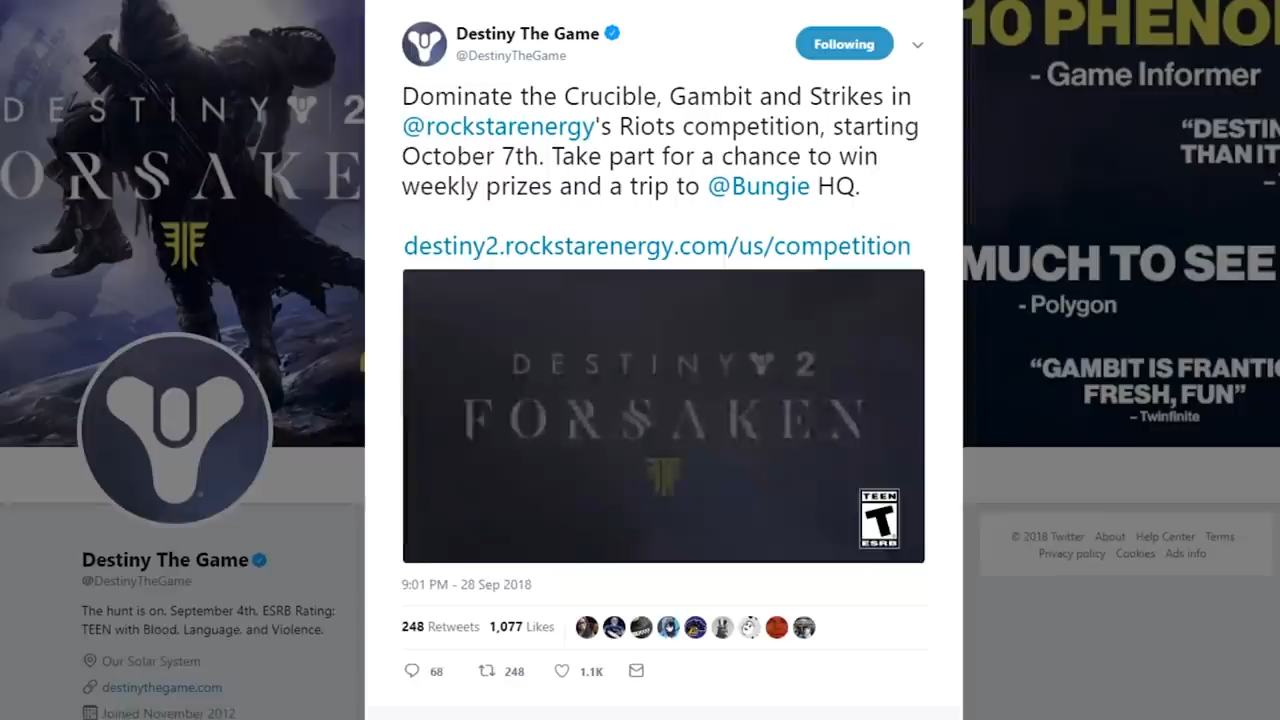 DESTINY 2
FORSAKEN
Destiny The Game
@DestinyTheGame
The hunt is on. September 4th. ESRB Rating:
TEEN with Blood, Language, and Violence.
Our Solar System
destinythegame.com
Joined November 2012
Destiny The Game
@DestinyTheGame
Following
Dominate the Crucible, Gambit and Strikes in
@rockstarenergy's Riots competition, starting
October 7th. Take part for a chance to win
weekly prizes and a trip to @Bungie HQ.
destiny2.rockstarenergy.com/us/competition
DESTINY 2
FORSAKEN
TEEN
T
ESRB
9:01 PM - 28 Sep 2018
248 Retweets 1,077 Likes
68 248 1.1K
10 PHENO
- Game Informer
“DESTIN
THAN IT
MUCH TO SEE
- Polygon
“GAMBIT IS FRANTIC
FRESH, FUN”
- Twinfinite
© 2018 Twitter About Help Center Terms
Privacy policy Cookies Ads info